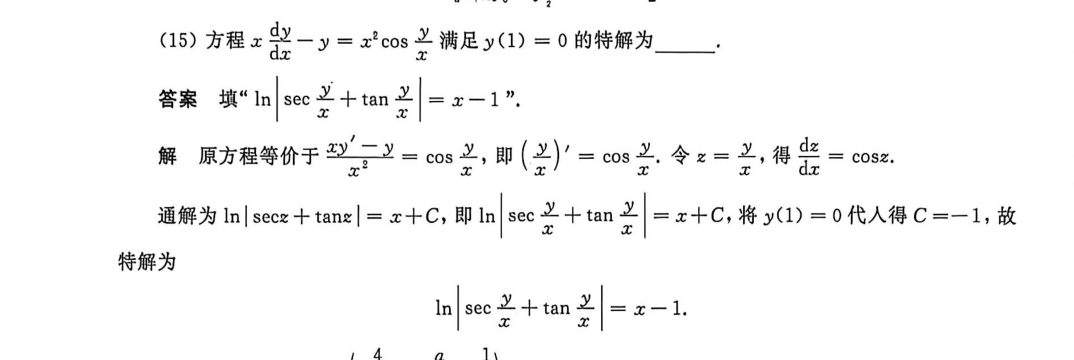 (15) 方程 x dy/dx − y = x² cos y/x 满足 y(1) = 0 的特解为_____.
答案 填“ln|sec y/x + tan y/x| = x − 1”.
解 原方程等价于 (xy′ − y)/x² = cos y/x, 即 (y/x)′ = cos y/x. 令 z = y/x, 得 dz/dx = cosz.
通解为 ln|secz + tanz| = x + C, 即 ln|sec y/x + tan y/x| = x + C, 将 y(1) = 0 代人得 C = −1, 故
特解为
ln|sec y/x + tan y/x| = x − 1.